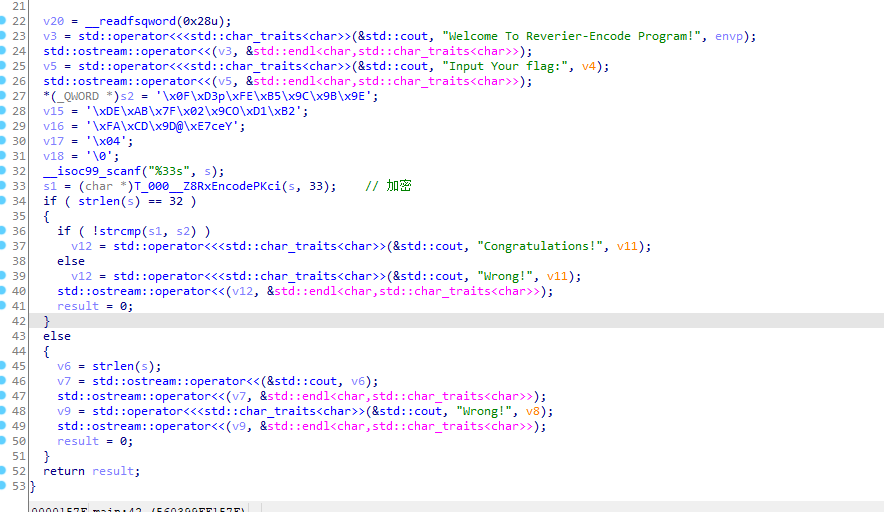 21
22 v20 = __readfsqword(0x28u);
23 v3 = std::operator<<<std::char_traits<char>>(&std::cout, "Welcome To Reverier-Encode Program!", envp);
24 std::ostream::operator<<(v3, &std::endl<char,std::char_traits<char>>);
25 v5 = std::operator<<<std::char_traits<char>>(&std::cout, "Input Your flag:", v4);
26 std::ostream::operator<<(v5, &std::endl<char,std::char_traits<char>>);
27 *(_QWORD *)s2 = '\x0F\xD3p\xFE\xB5\x9C\x9B\x9E';
28 v15 = '\xDE\xAB\x7F\x02\x9CO\xD1\xB2';
29 v16 = '\xFA\xCD\x9D@\xE7ceY';
30 v17 = '\x04';
31 v18 = '\0';
32 __isoc99_scanf("%33s", s);
33 s1 = (char *)T_000__Z8RxEncodePKci(s, 33); // 加密
34 if ( strlen(s) == 32 )
35 {
36 if ( !strcmp(s1, s2) )
37 v12 = std::operator<<<std::char_traits<char>>(&std::cout, "Congratulations!", v11);
38 else
39 v12 = std::operator<<<std::char_traits<char>>(&std::cout, "Wrong!", v11);
40 std::ostream::operator<<(v12, &std::endl<char,std::char_traits<char>>);
41 result = 0;
42 }
43 else
44 {
45 v6 = strlen(s);
46 v7 = std::ostream::operator<<(&std::cout, v6);
47 std::ostream::operator<<(v7, &std::endl<char,std::char_traits<char>>);
48 v9 = std::operator<<<std::char_traits<char>>(&std::cout, "Wrong!", v8);
49 std::ostream::operator<<(v9, &std::endl<char,std::char_traits<char>>);
50 result = 0;
51 }
52 return result;
53 }